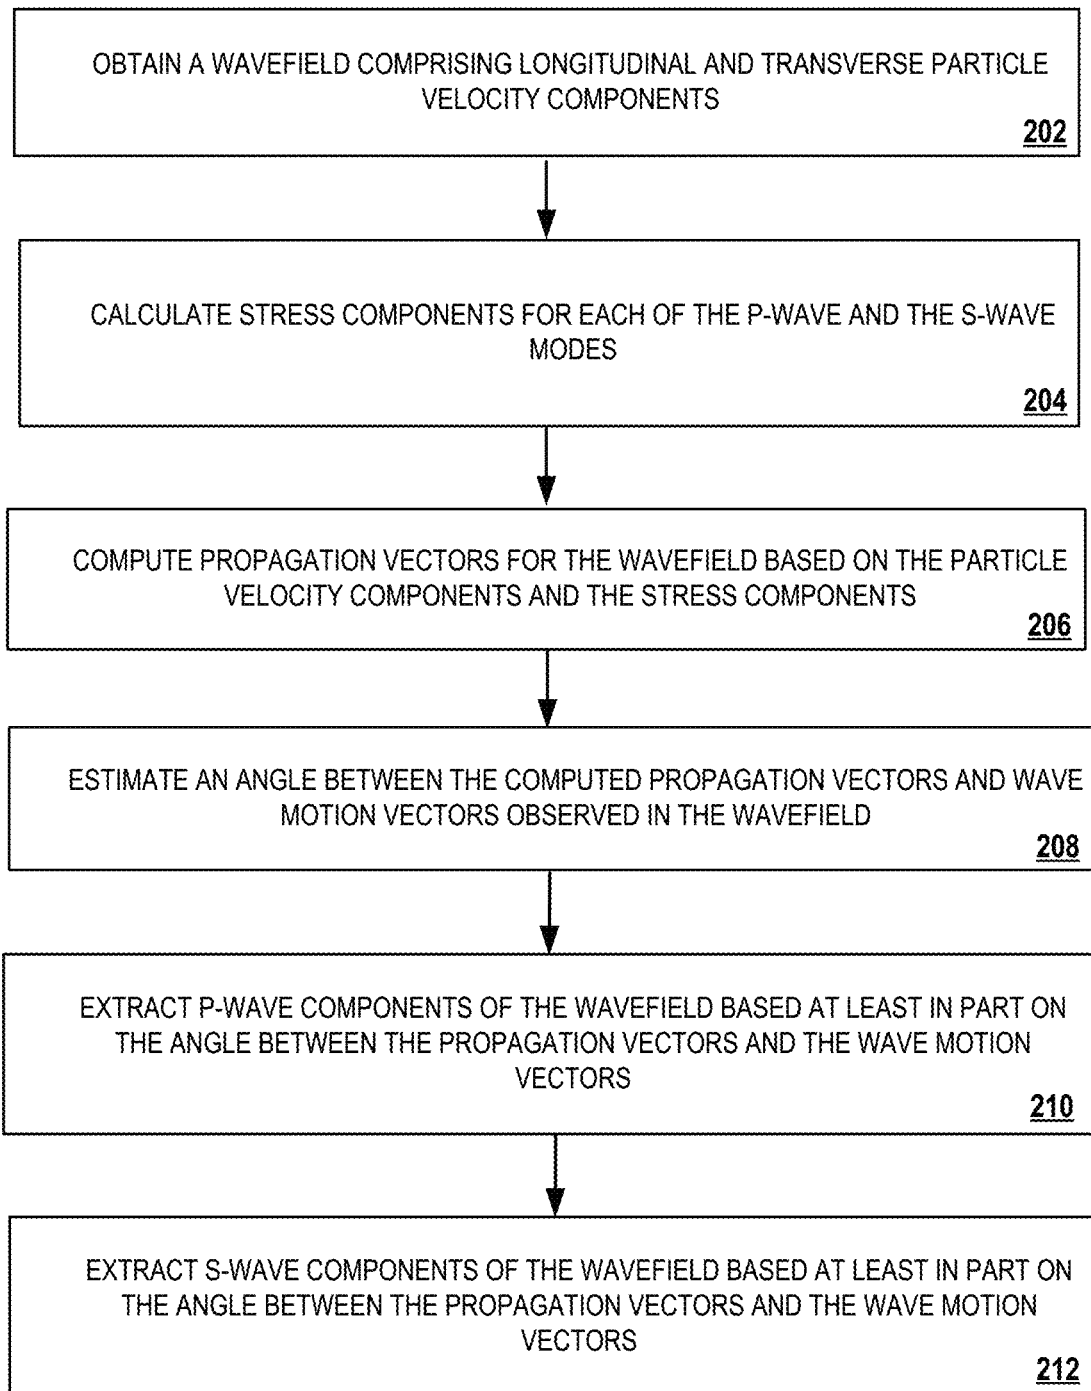 OBTAIN A WAVEFIELD COMPRISING LONGITUDINAL AND TRANSVERSE PARTICLE
VELOCITY COMPONENTS
202
CALCULATE STRESS COMPONENTS FOR EACH OF THE P-WAVE AND THE S-WAVE
MODES
204
COMPUTE PROPAGATION VECTORS FOR THE WAVEFIELD BASED ON THE PARTICLE
VELOCITY COMPONENTS AND THE STRESS COMPONENTS
206
ESTIMATE AN ANGLE BETWEEN THE COMPUTED PROPAGATION VECTORS AND WAVE
MOTION VECTORS OBSERVED IN THE WAVEFIELD
208
EXTRACT P-WAVE COMPONENTS OF THE WAVEFIELD BASED AT LEAST IN PART ON
THE ANGLE BETWEEN THE PROPAGATION VECTORS AND THE WAVE MOTION
VECTORS
210
EXTRACT S-WAVE COMPONENTS OF THE WAVEFIELD BASED AT LEAST IN PART ON
THE ANGLE BETWEEN THE PROPAGATION VECTORS AND THE WAVE MOTION
VECTORS
212